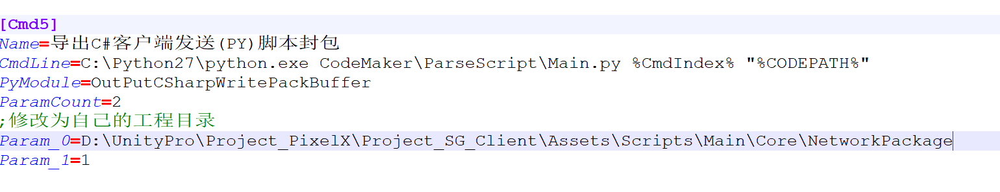 [Cmd5]
Name=导出C#客户端发送(PY)脚本封包
CmdLine=C:\Python27\python.exe CodeMaker\ParseScript\Main.py %CmdIndex% "%CODEPATH%"
PyModule=OutPutCSharpWritePackBuffer
ParamCount=2
;修改为自己的工程目录
Param_0=D:\UnityPro\Project_PixelX\Project_SG_Client\Assets\Scripts\Main\Core\NetworkPackage
Param_1=1